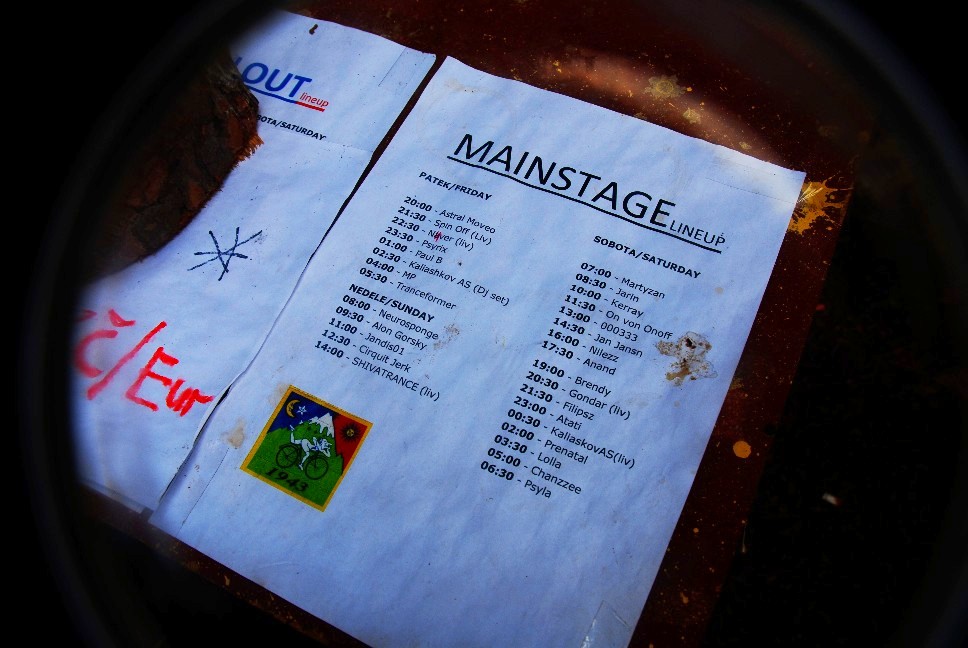 LOUT lineup
BOTA/SATURDAY
Č/Eur
MAINSTAGE LINEUP
PATEK/FRIDAY
20:00 - Astral Moveo
21:30 - Spin Off (Liv)
22:30 - (liv)
23:30 - Psyrix
01:00 - Paul B
02:30 - Kaliashkov AS (Dj set)
04:00 - MP
05:30 - Tranceformer
NEDELE/SUNDAY
08:00 - Neurosponge
09:30 - Alon Gorsky
11:00 - Jandis01
12:30 - Cirquit Jerk
14:00 - SHIVATRANCE (liv)
SOBOTA/SATURDAY
07:00 - Martyzan
08:30 - Jarin
10:00 - Kerray
11:30 - On von Onoff
13:00 - 000333
14:30 - Jan Jansn
16:00 - Nilezz
17:30 - Anand
19:00 - Brendy
20:30 - Gondar (liv)
21:30 - Filipsz
23:00 - Atati
00:30 - KaliaskovAS(liv)
02:00 - Prenatal
03:30 - Lolla
05:00 - Chanzzee
06:30 - Psyla
1943